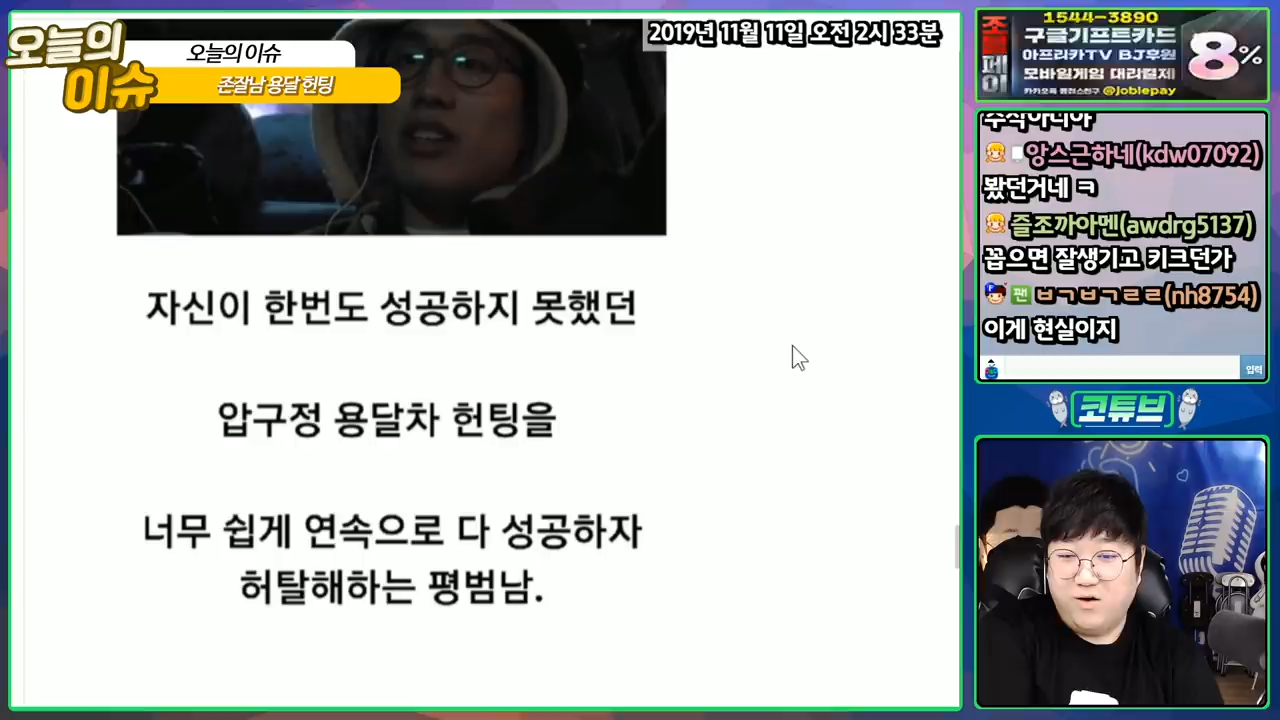 오늘의
이슈
오늘의 이슈
존잘남 용달 헌팅
2019년 11월 11일 오전 2시 33분
자신이 한번도 성공하지 못했던
압구정 용달차 헌팅을
너무 쉽게 연속으로 다 성공하자
허탈해하는 평범남.
조블페이
1544-3890
구글기프트카드
아프리카TV BJ후원
모바일게임 대리결제
@joblepay
8%
앙스근하네(kdw07092)
봤던거네 ㅋ
즐조까아멘(awdrg5137)
꼽으면 잘생기고 키크던가
팬 ㅂㄱㅂㄱㄹㄹ(nh8754)
이게 현실이지
입력
코튜브